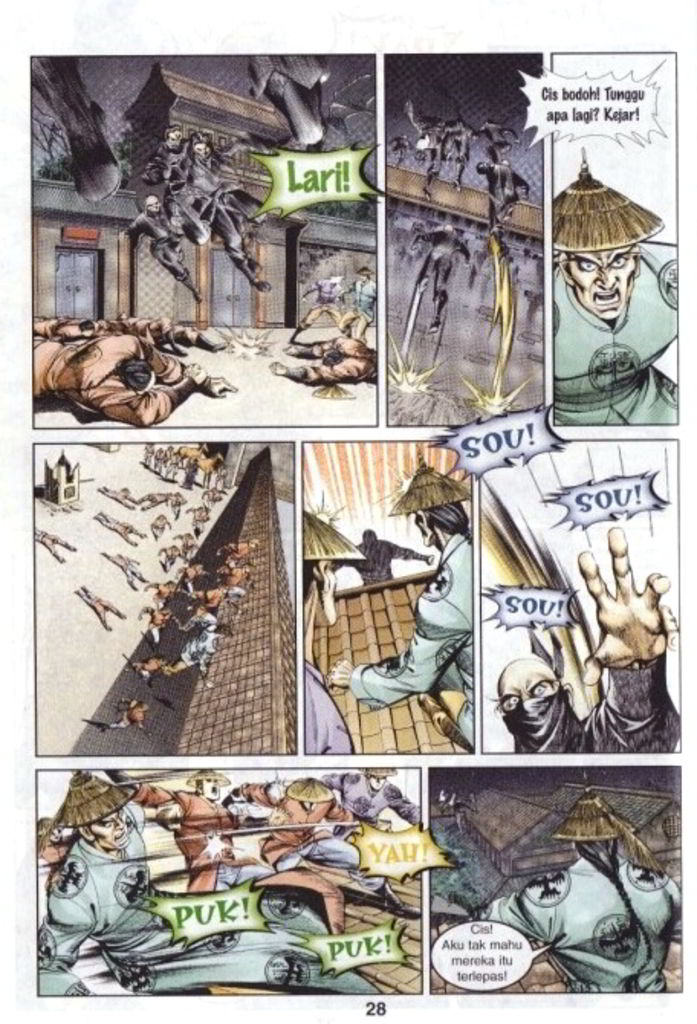 Lari!
Cis bodoh! Tunggu
apa lagi? Kejar!
SOU!
SOU!
SOU!
YAH!
PUK!
PUK!
Cis!
Aku tak mahu
mereka itu
terlepas!
28